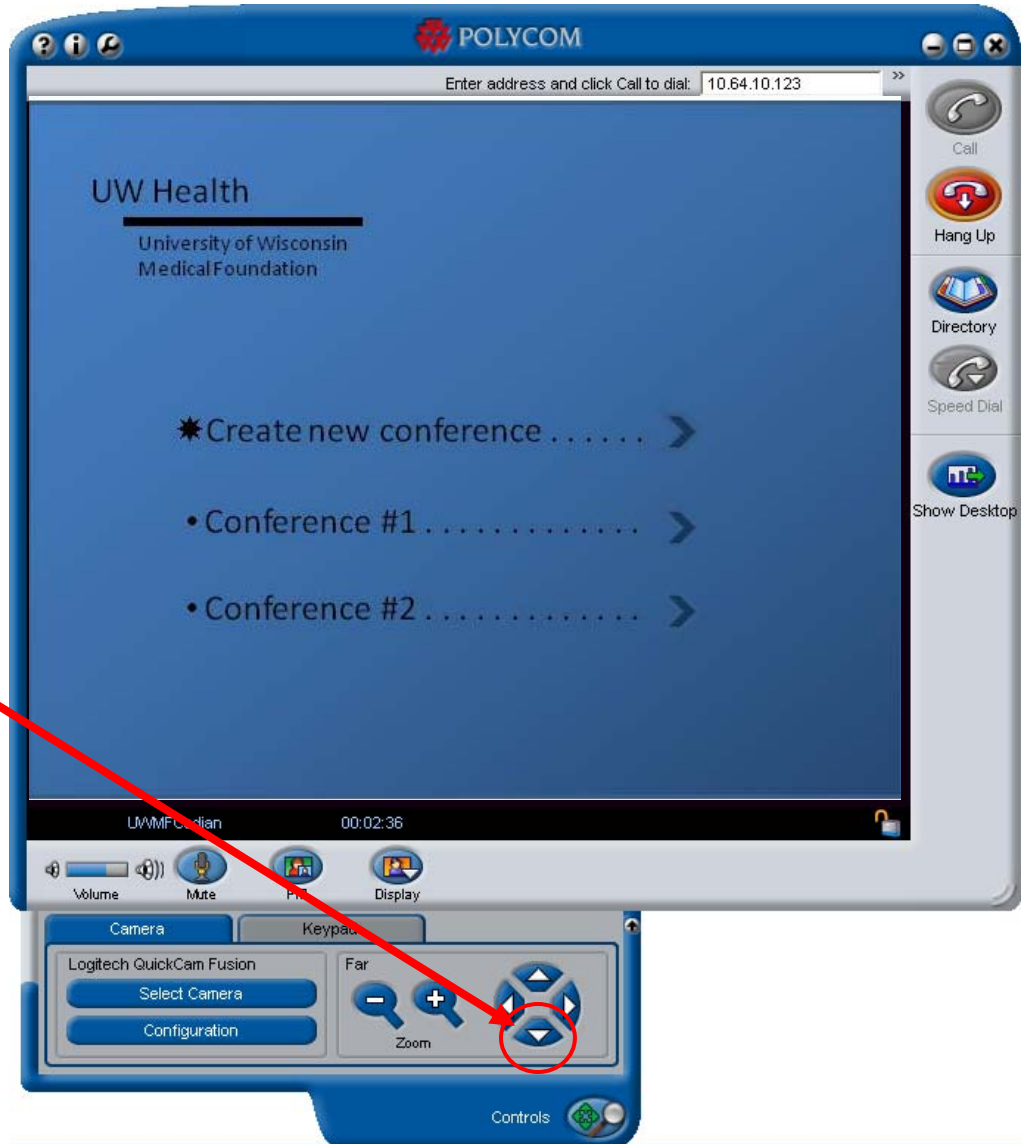 POLYCOM
Enter address and click Call to dial: 10.64.10.123 »
Call
Hang Up
Directory
Speed Dial
Show Desktop
UW Health
University of Wisconsin
Medical Foundation
Create new conference . . . . . .
• Conference #1 . . . . . . . . . . . . .
• Conference #2 . . . . . . . . . . . . .
00:02:36
Volume
Mute
Display
Camera
Logitech QuickCam Fusion
Far
Select Camera
Configuration
Zoom
Controls